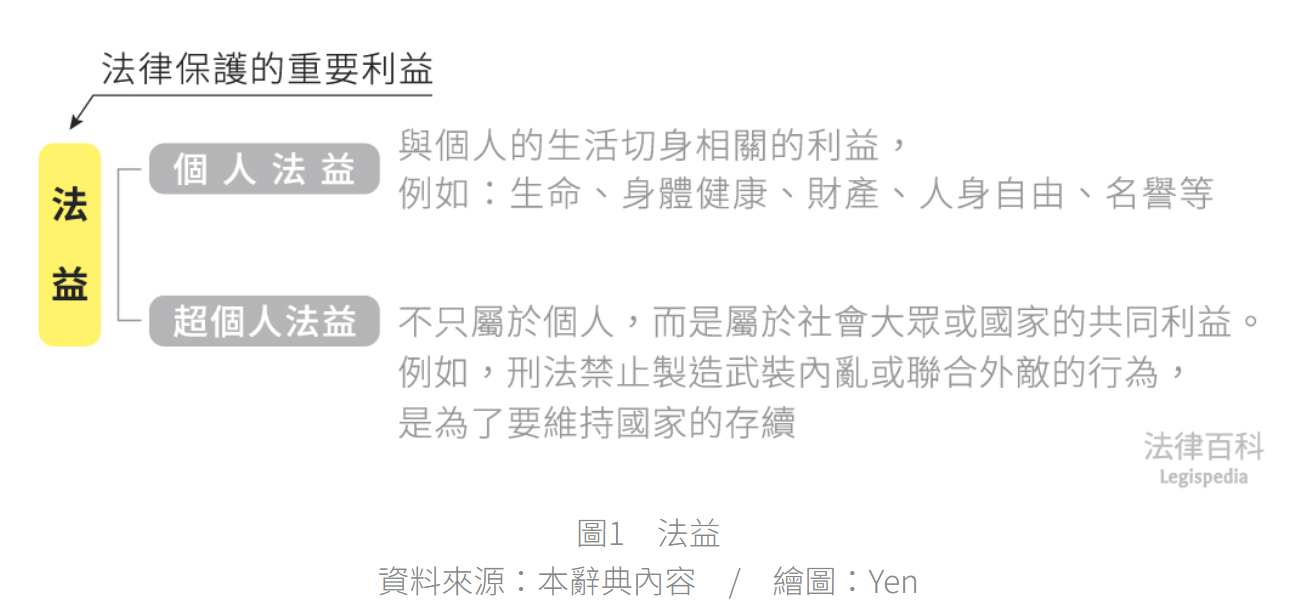 法律保護的重要利益
法益
個人法益
與個人的生活切身相關的利益，
例如：生命、身體健康、財產、人身自由、名譽等
超個人法益
不只屬於個人，而是屬於社會大眾或國家的共同利益。
例如，刑法禁止製造武裝內亂或聯合外敵的行為，
是為了要維持國家的存續
法律百科
Legispedia
圖1　法益
資料來源：本辭典內容　/　繪圖：Yen